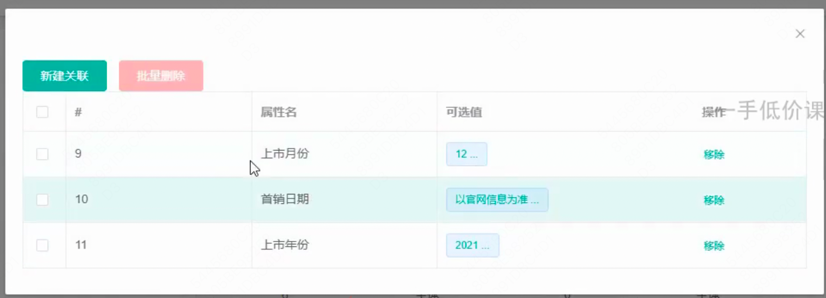 新建关联 批量删除
# 属性名 可选值 操作
一手低价课
9 上市月份 12 ... 移除
10 首销日期 以官网信息为准 ... 移除
11 上市年份 2021 ... 移除